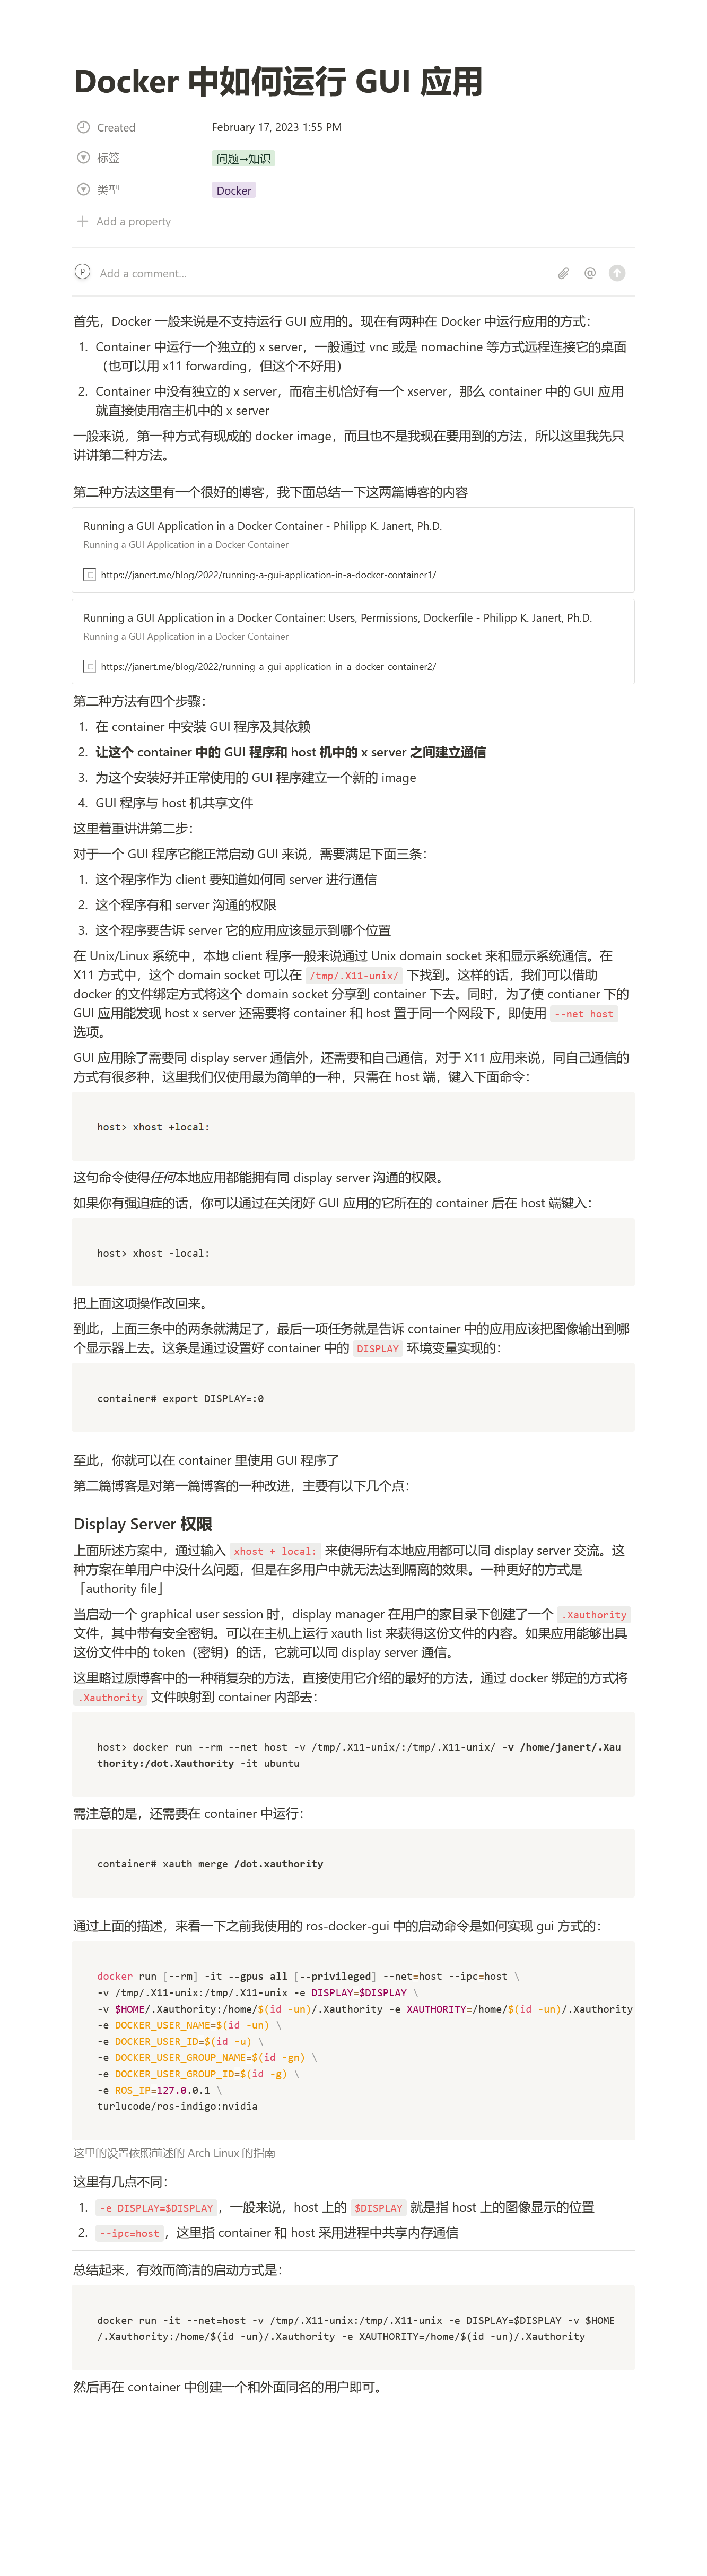 Docker 中如何运行 GUI 应用
Created February 17, 2023 1:55 PM
标签 问题→知识
类型 Docker
Add a property
P Add a comment...
首先，Docker 一般来说是不支持运行 GUI 应用的。现在有两种在 Docker 中运行应用的方式：
1. Container 中运行一个独立的 x server，一般通过 vnc 或是 nomachine 等方式远程连接它的桌面
（也可以用 x11 forwarding，但这个不好用）
2. Container 中没有独立的 x server，而宿主机恰好有一个 xserver，那么 container 中的 GUI 应用
就直接使用宿主机中的 x server
一般来说，第一种方式有现成的 docker image，而且也不是我现在要用到的方法，所以这里我先只
讲讲第二种方法。
第二种方法这里有一个很好的博客，我下面总结一下这两篇博客的内容
Running a GUI Application in a Docker Container - Philipp K. Janert, Ph.D.
Running a GUI Application in a Docker Container
https://janert.me/blog/2022/running-a-gui-application-in-a-docker-container1/
Running a GUI Application in a Docker Container: Users, Permissions, Dockerfile - Philipp K. Janert, Ph.D.
Running a GUI Application in a Docker Container
https://janert.me/blog/2022/running-a-gui-application-in-a-docker-container2/
第二种方法有四个步骤：
1. 在 container 中安装 GUI 程序及其依赖
2. 让这个 container 中的 GUI 程序和 host 机中的 x server 之间建立通信
3. 为这个安装好并正常使用的 GUI 程序建立一个新的 image
4. GUI 程序与 host 机共享文件
这里着重讲讲第二步：
对于一个 GUI 程序它能正常启动 GUI 来说，需要满足下面三条：
1. 这个程序作为 client 要知道如何同 server 进行通信
2. 这个程序有和 server 沟通的权限
3. 这个程序要告诉 server 它的应用应该显示到哪个位置
在 Unix/Linux 系统中，本地 client 程序一般来说通过 Unix domain socket 来和显示系统通信。在
X11 方式中，这个 domain socket 可以在 /tmp/.X11-unix/ 下找到。这样的话，我们可以借助
docker 的文件绑定方式将这个 domain socket 分享到 container 下去。同时，为了使 contianer 下的
GUI 应用能发现 host x server 还需要将 container 和 host 置于同一个网段下，即使用 --net host
选项。
GUI 应用除了需要同 display server 通信外，还需要和自己通信，对于 X11 应用来说，同自己通信的
方式有很多种，这里我们仅使用最为简单的一种，只需在 host 端，键入下面命令：
host> xhost +local:
这句命令使得任何本地应用都能拥有同 display server 沟通的权限。
如果你有强迫症的话，你可以通过在关闭好 GUI 应用的它所在的 container 后在 host 端键入：
host> xhost -local:
把上面这项操作改回来。
到此，上面三条中的两条就满足了，最后一项任务就是告诉 container 中的应用应该把图像输出到哪
个显示器上去。这条是通过设置好 container 中的 DISPLAY 环境变量实现的：
container# export DISPLAY=:0
至此，你就可以在 container 里使用 GUI 程序了
第二篇博客是对第一篇博客的一种改进，主要有以下几个点：
Display Server 权限
上面所述方案中，通过输入 xhost + local: 来使得所有本地应用都可以同 display server 交流。这
种方案在单用户中没什么问题，但是在多用户中就无法达到隔离的效果。一种更好的方式是
「authority file」
当启动一个 graphical user session 时，display manager 在用户的家目录下创建了一个 .Xauthority
文件，其中带有安全密钥。可以在主机上运行 xauth list 来获得这份文件的内容。如果应用能够出具
这份文件中的 token（密钥）的话，它就可以同 display server 通信。
这里略过原博客中的一种稍复杂的方法，直接使用它介绍的最好的方法，通过 docker 绑定的方式将
.Xauthority 文件映射到 container 内部去：
host> docker run --rm --net host -v /tmp/.X11-unix/:/tmp/.X11-unix/ -v /home/janert/.Xau
thority:/dot.Xauthority -it ubuntu
需注意的是，还需要在 container 中运行：
container# xauth merge /dot.xauthority
通过上面的描述，来看一下之前我使用的 ros-docker-gui 中的启动命令是如何实现 gui 方式的：
docker run [--rm] -it --gpus all [--privileged] --net=host --ipc=host \
-v /tmp/.X11-unix:/tmp/.X11-unix -e DISPLAY=$DISPLAY \
-v $HOME/.Xauthority:/home/$(id -un)/.Xauthority -e XAUTHORITY=/home/$(id -un)/.Xauthority
-e DOCKER_USER_NAME=$(id -un) \
-e DOCKER_USER_ID=$(id -u) \
-e DOCKER_USER_GROUP_NAME=$(id -gn) \
-e DOCKER_USER_GROUP_ID=$(id -g) \
-e ROS_IP=127.0.0.1 \
turlucode/ros-indigo:nvidia
这里的设置依照前述的 Arch Linux 的指南
这里有几点不同：
1. -e DISPLAY=$DISPLAY，一般来说，host 上的 $DISPLAY 就是指 host 上的图像显示的位置
2. --ipc=host，这里指 container 和 host 采用进程中共享内存通信
总结起来，有效而简洁的启动方式是：
docker run -it --net=host -v /tmp/.X11-unix:/tmp/.X11-unix -e DISPLAY=$DISPLAY -v $HOME
/.Xauthority:/home/$(id -un)/.Xauthority -e XAUTHORITY=/home/$(id -un)/.Xauthority
然后再在 container 中创建一个和外面同名的用户即可。